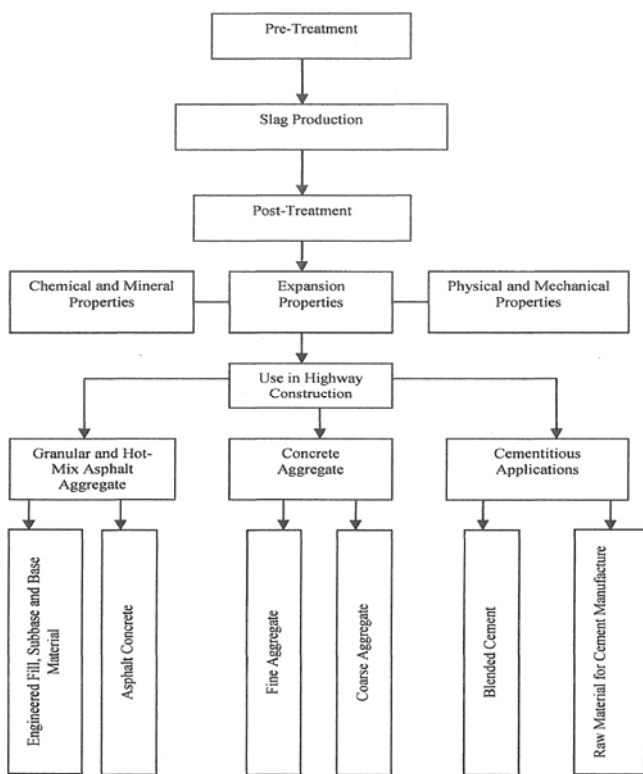 Pre-Treatment
Slag Production
Post-Treatment
Chemical and Mineral
Properties
Expansion
Properties
Physical and Mechanical
Properties
Use in Highway
Construction
Granular and Hot-
Mix Asphalt
Aggregate
Concrete
Aggregate
Cementitious
Applications
Engineered Fill, Subbase and Base
Material
Asphalt Concrete
Fine Aggregate
Coarse Aggregate
Blended Cement
Raw Material for Cement Manufacture